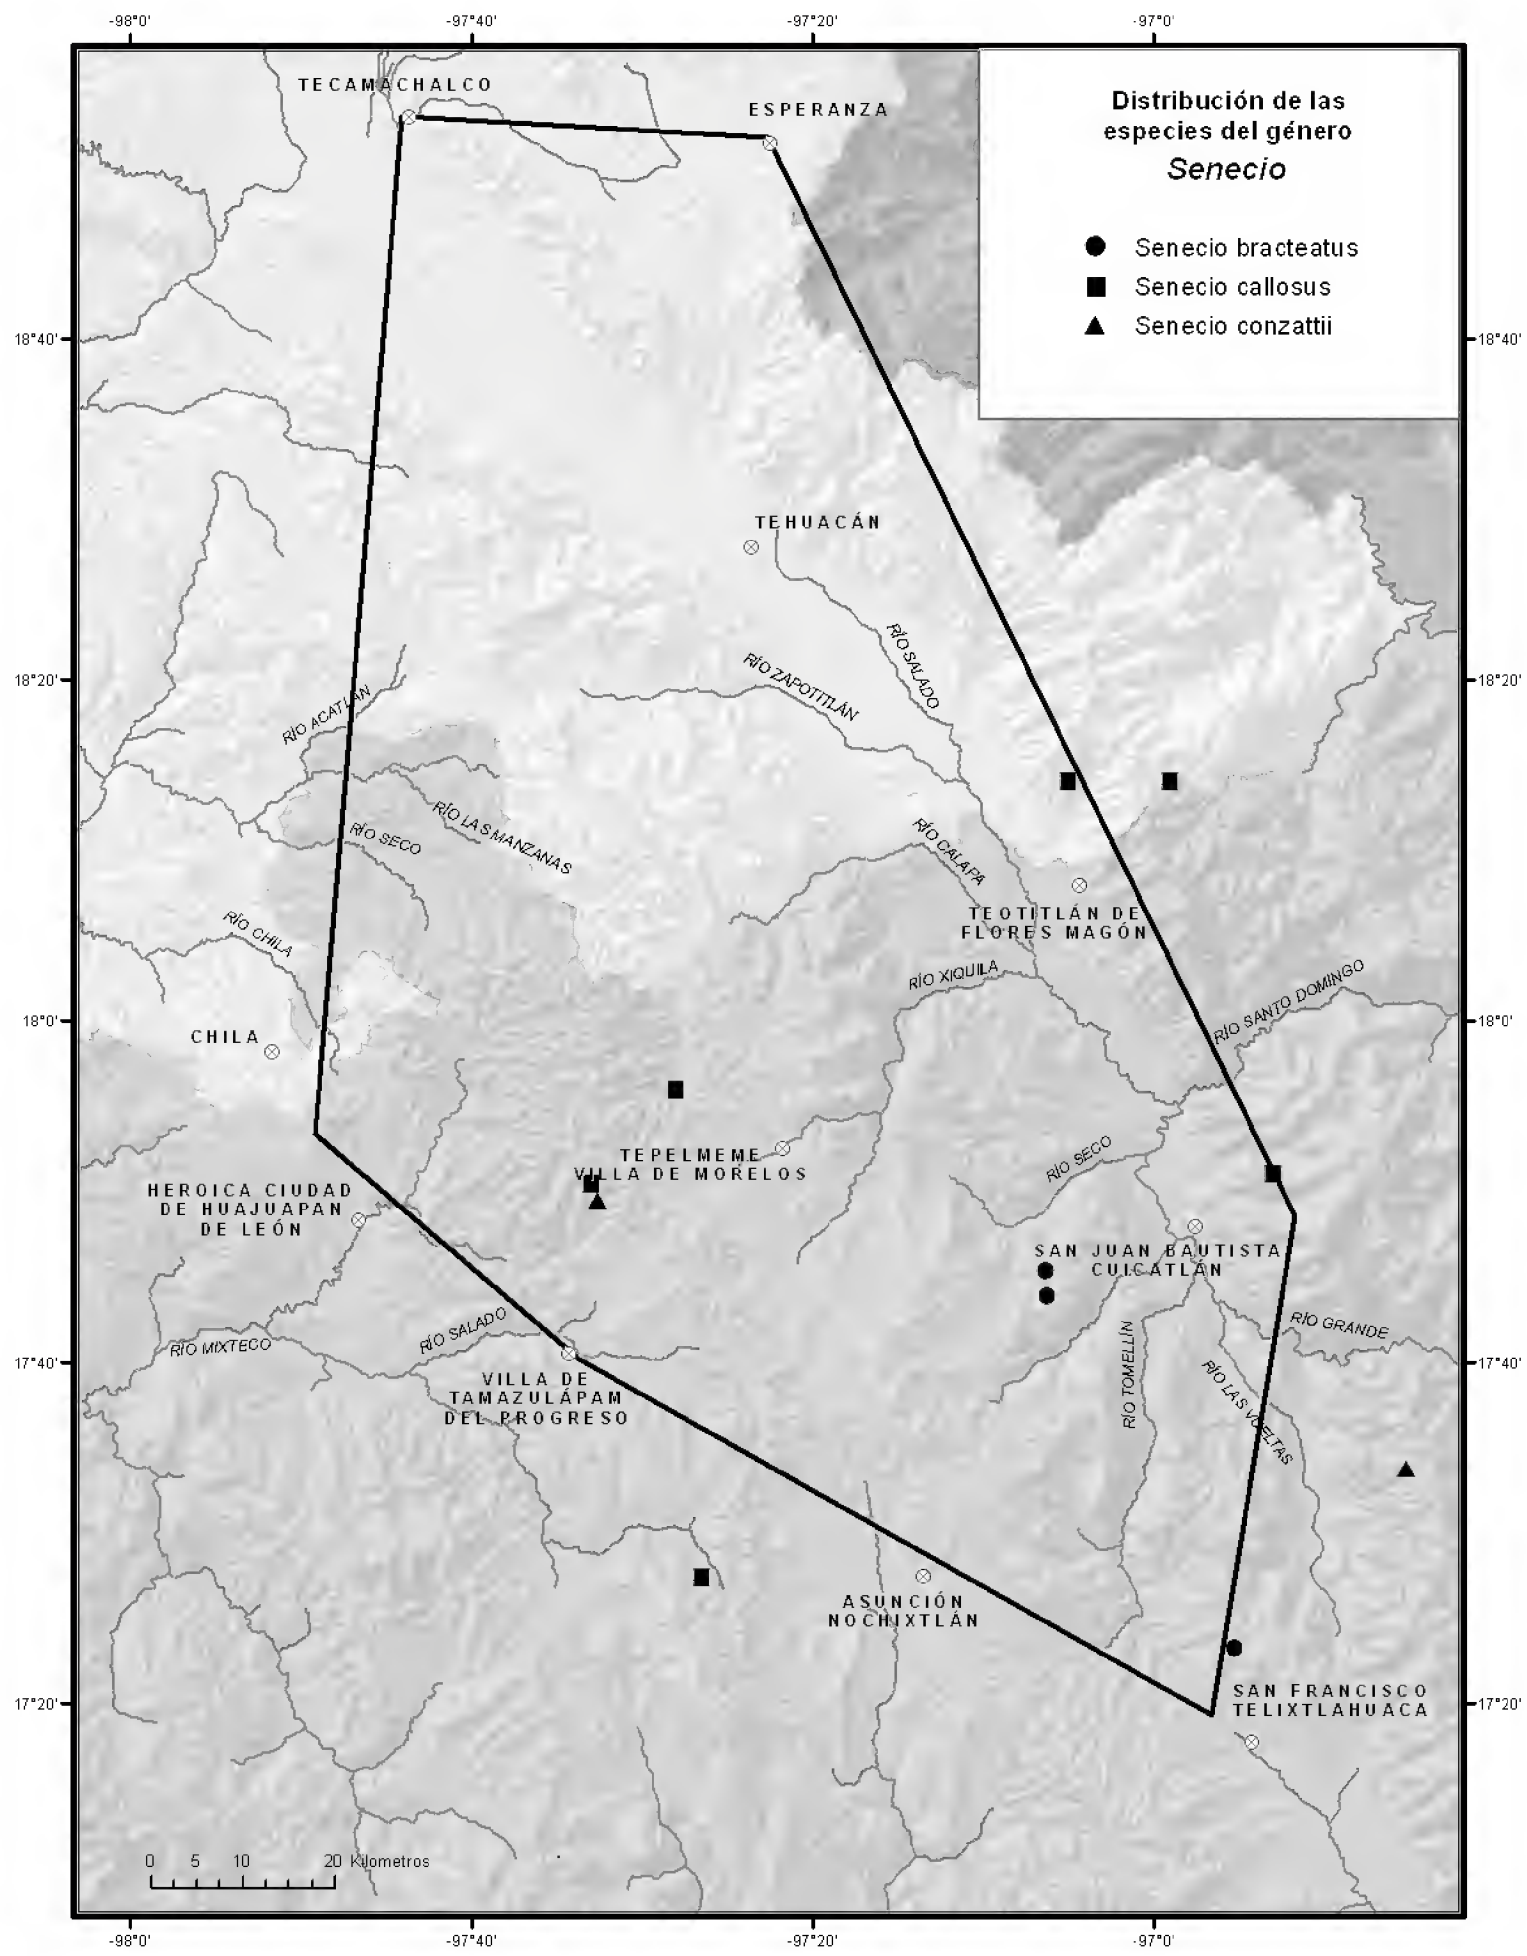 -98°0'
-97°40'
-97°20'
-97°0'
TECAMACHALCO
ESPERANZA
Distribución de las
especies del género
Senecio
Senecio bracteatus
Senecio callosus
Senecio conzattii
18°40'
18°40'
TEHUACÁN
RÍO SALADO
RÍO ZAPOTITLÁN
18°20'
18°20'
RÍO ACATLÁN
RÍO LAS MANZANAS
RÍO SECO
RÍO CALAPA
TEOTITLÁN DE
FLORES MAGÓN
RÍO CHILA
RÍO XIQUILA
RÍO SANTO DOMINGO
18°0'
18°0'
CHILA
TEPELMEME
VILLA DE MORELOS
RÍO SECO
HEROICA CIUDAD
DE HUAJUAPAN
DE LEÓN
SAN JUAN BAUTISTA
CUICATLÁN
RÍO SALADO
RÍO MIXTECO
RÍO GRANDE
17°40'
17°40'
RÍO TOMELLÍN
RÍO LAS VUELTAS
VILLA DE
TAMAZULÁPAM
DEL PROGRESO
ASUNCIÓN
NOCHIXTLÁN
SAN FRANCISCO
TELIXTLAHUACA
17°20'
17°20'
0 5 10 20 Kilometros
-98°0'
-97°40'
-97°20'
-97°0'